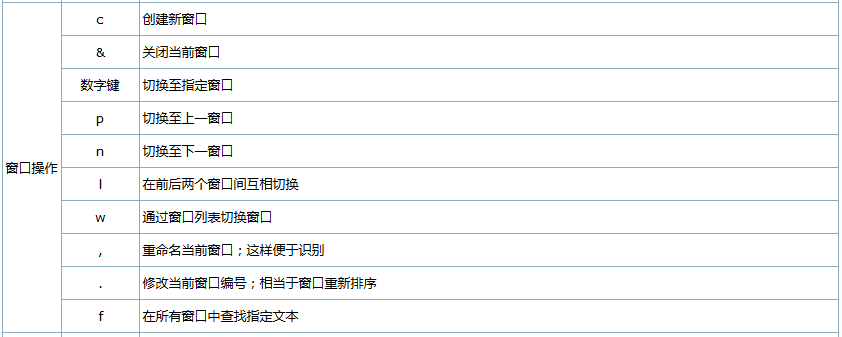 窗口操作
c 创建新窗口
& 关闭当前窗口
数字键 切换至指定窗口
p 切换至上一窗口
n 切换至下一窗口
l 在前后两个窗口间互相切换
w 通过窗口列表切换窗口
, 重命名当前窗口；这样便于识别
. 修改当前窗口编号；相当于窗口重新排序
f 在所有窗口中查找指定文本